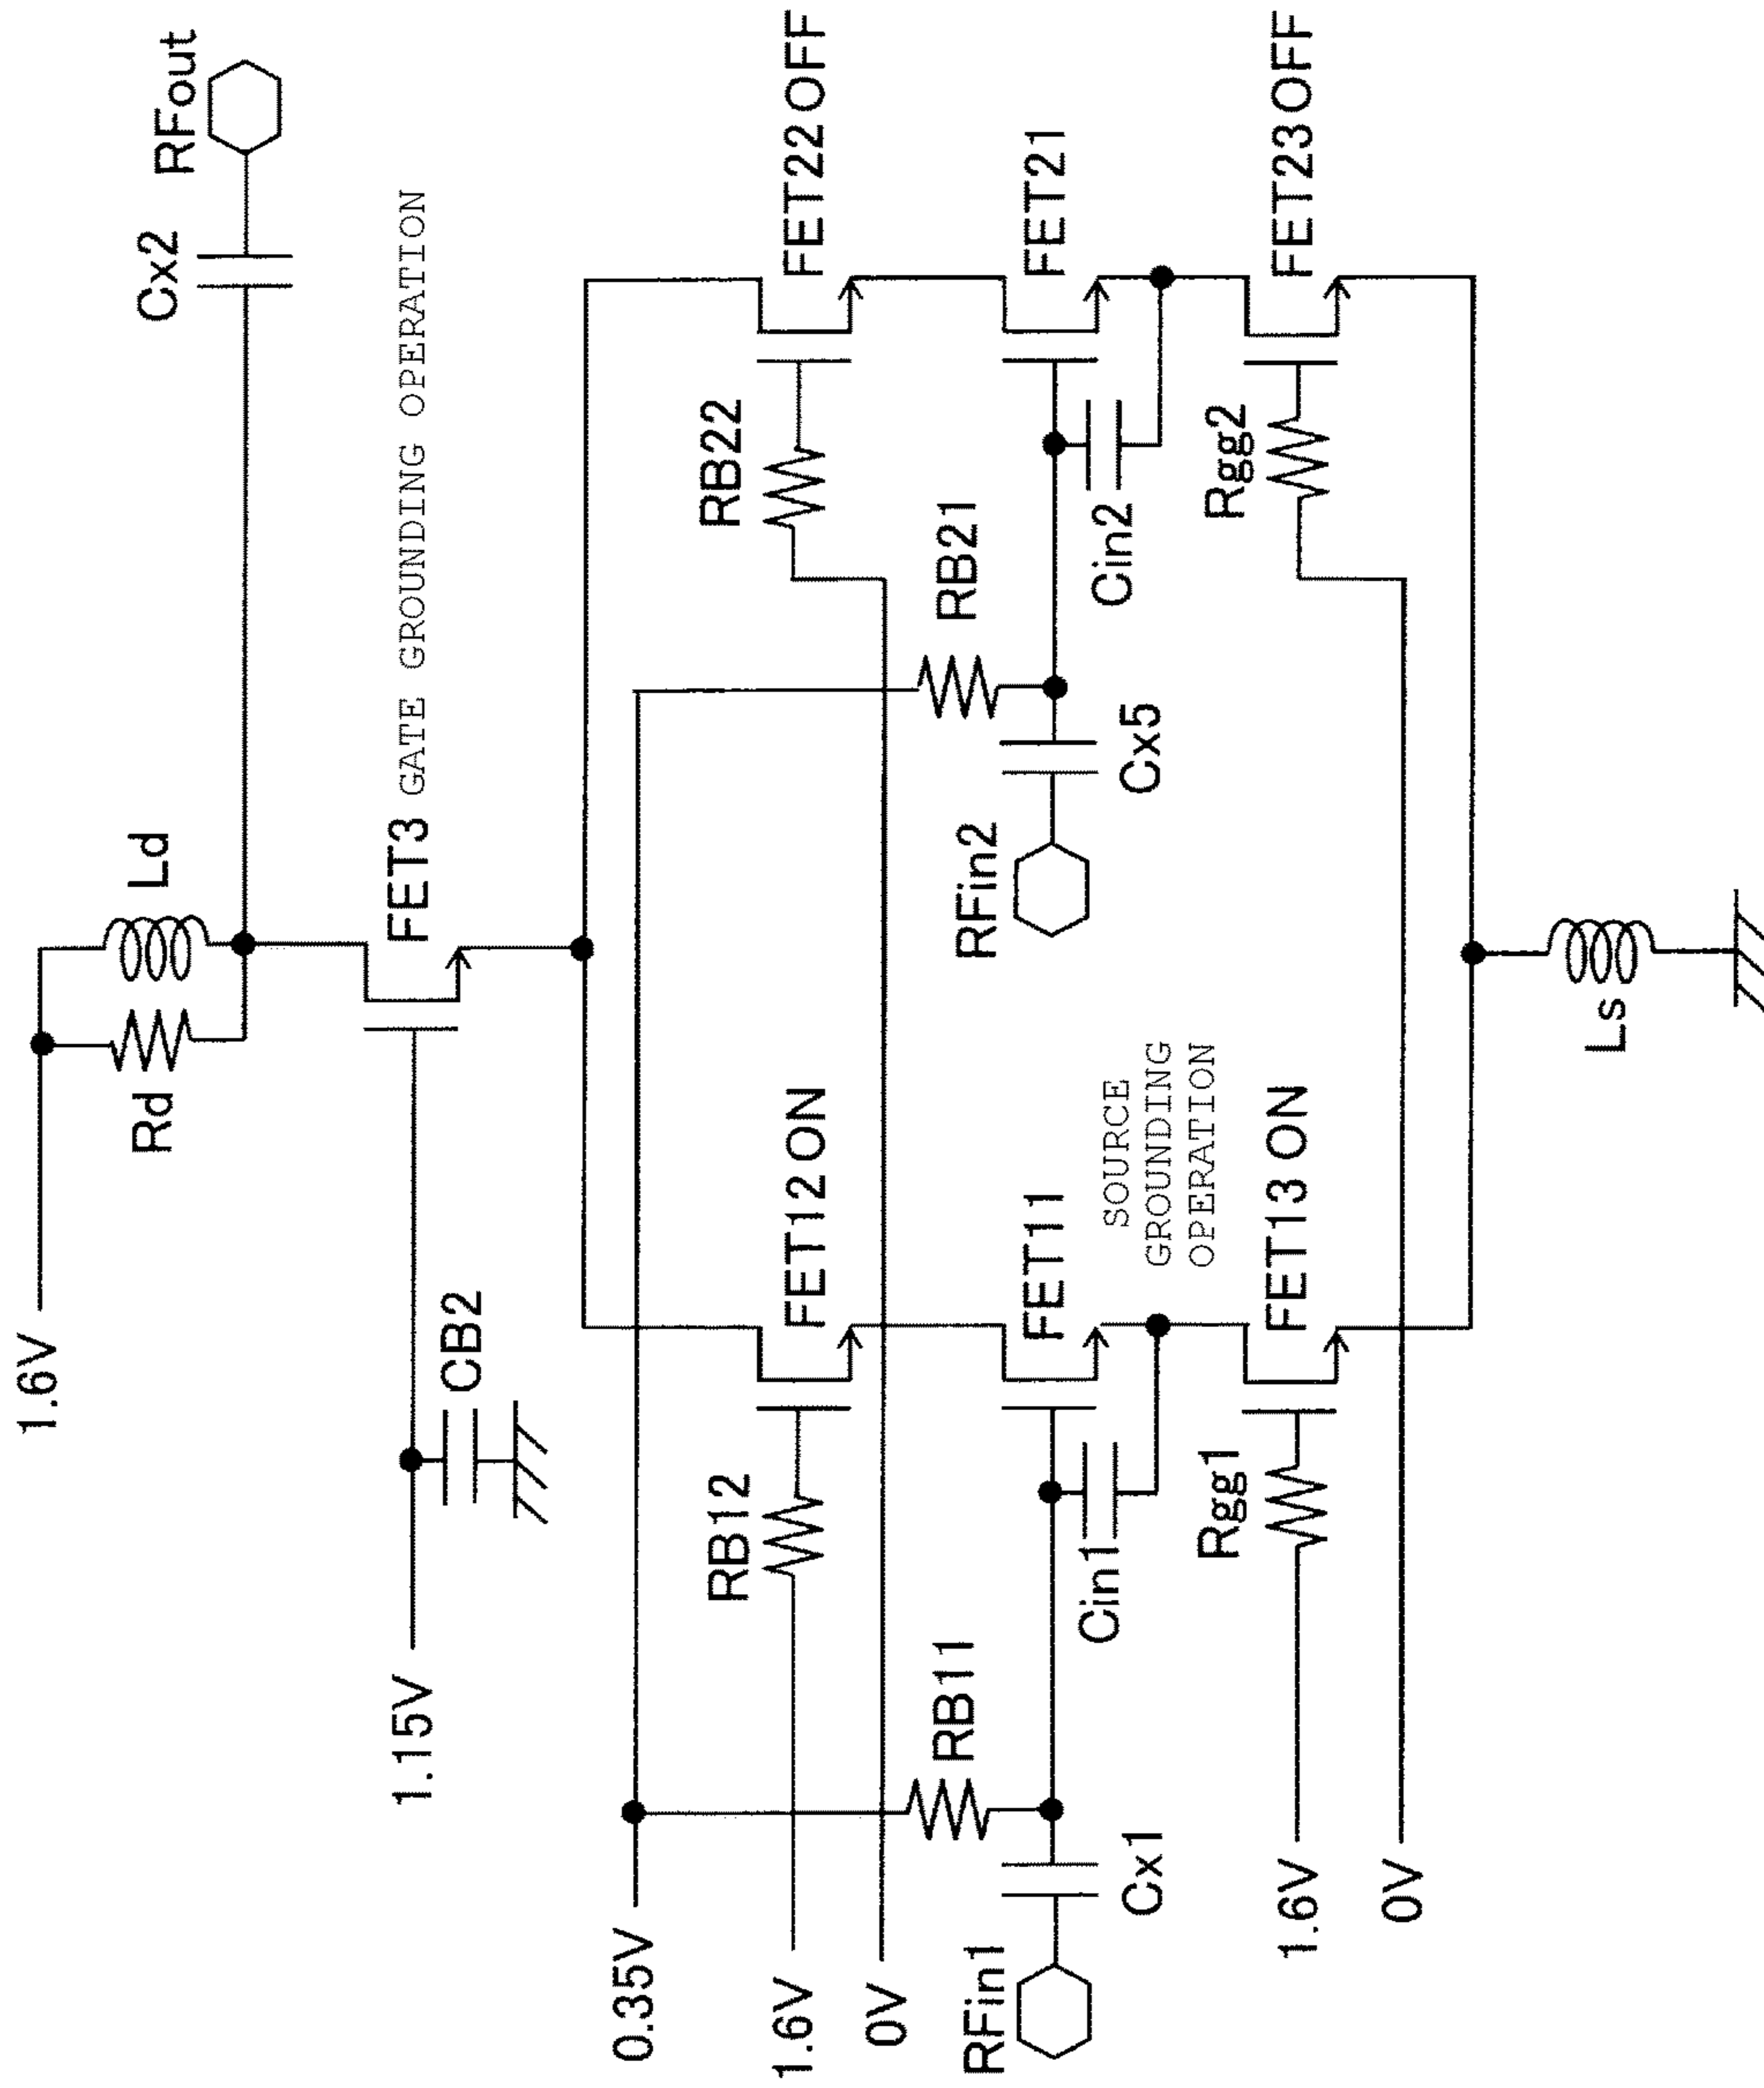 1.6V
Rd
Ld
Cx2
RFout
1.15V
CB2
FET3 GATE GROUNDING OPERATION
0.35V
1.6V
0V
RB12
FET12 ON
RB22
FET22 OFF
RFin1
Cx1
RB11
Cin1
FET11
SOURCE
GROUNDING
OPERATION
RFin2
Cx5
RB21
Cin2
FET21
1.6V
0V
Rgg1
FET13 ON
Rgg2
FET23 OFF
Ls